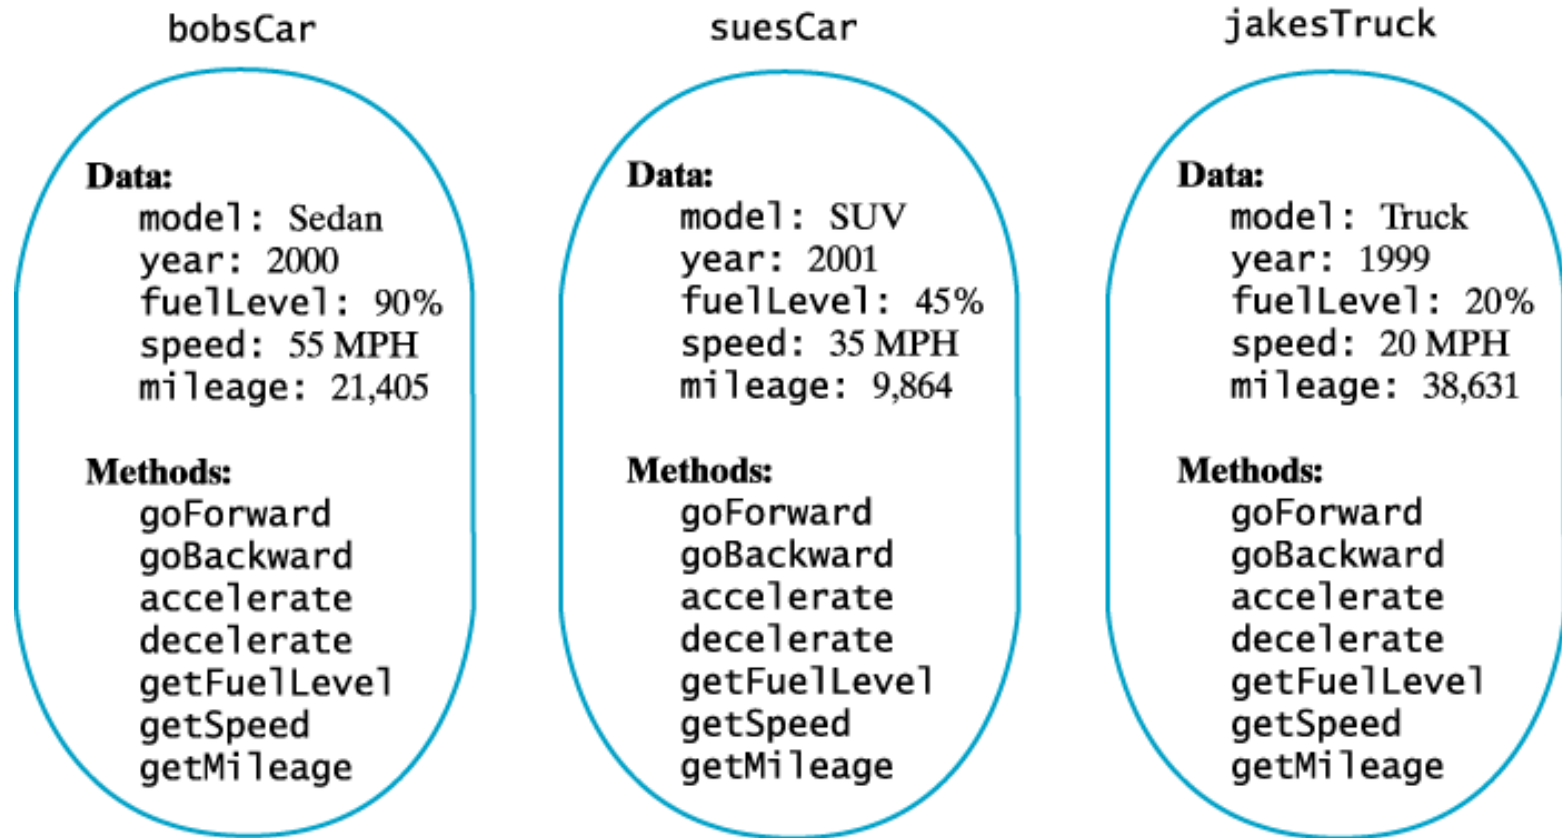 bobsCar
Data:
model: Sedan
year: 2000
fuelLevel: 90%
speed: 55 MPH
mileage: 21,405
Methods:
goForward
goBackward
accelerate
decelerate
getFuelLevel
getSpeed
getMileage
suesCar
Data:
model: SUV
year: 2001
fuelLevel: 45%
speed: 35 MPH
mileage: 9,864
Methods:
goForward
goBackward
accelerate
decelerate
getFuelLevel
getSpeed
getMileage
jakesTruck
Data:
model: Truck
year: 1999
fuelLevel: 20%
speed: 20 MPH
mileage: 38,631
Methods:
goForward
goBackward
accelerate
decelerate
getFuelLevel
getSpeed
getMileage